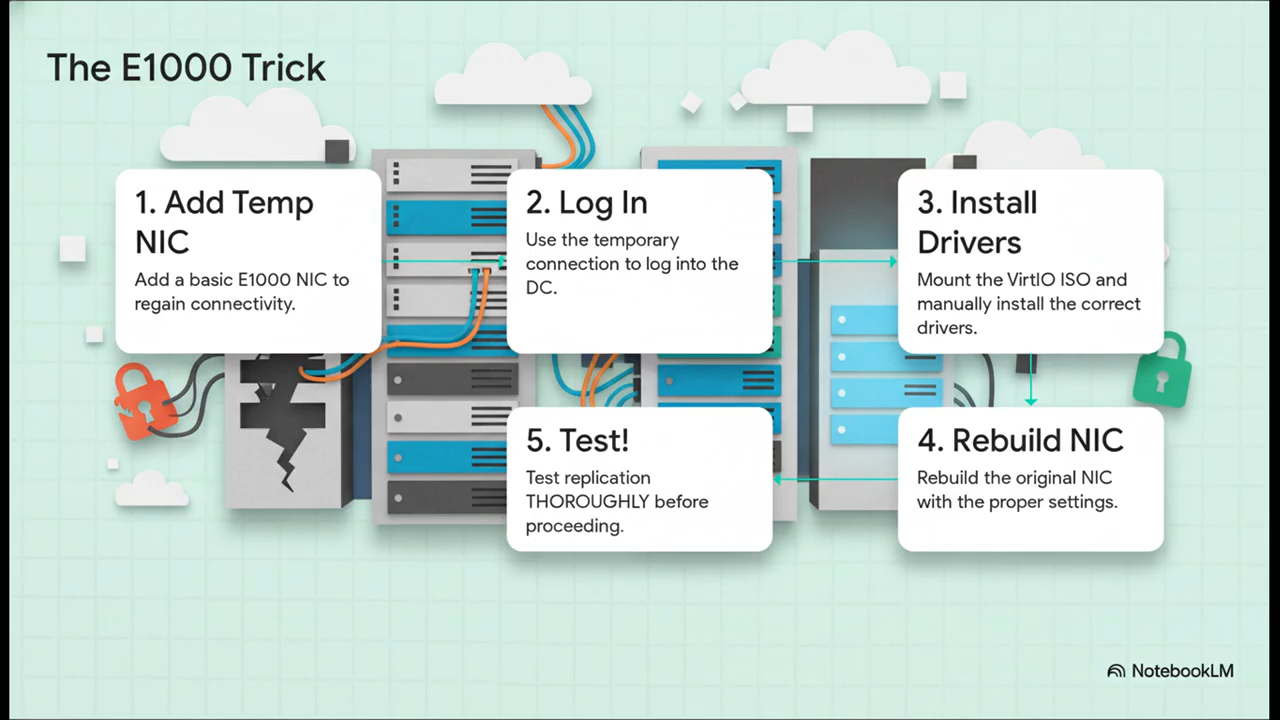 The E1000 Trick
1. Add Temp
NIC
Add a basic E1000 NIC to
regain connectivity.
2. Log In
Use the temporary
connection to log into the
DC.
3. Install
Drivers
Mount the VirtIO ISO and
manually install the correct
drivers.
4. Rebuild NIC
Rebuild the original NIC
with the proper settings.
5. Test!
Test replication
THOROUGHLY before
proceeding.
NotebookLM